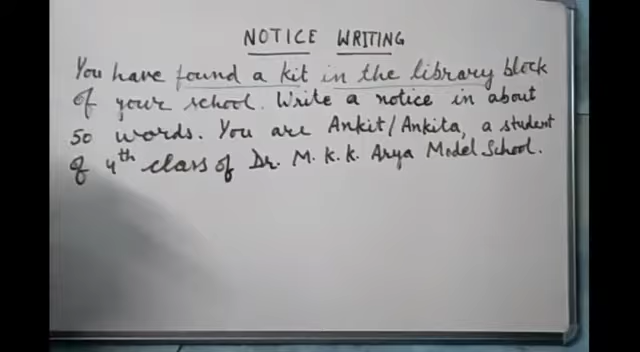 NOTICE WRITING
You have found a kit in the library block
of your school. Write a notice in about
50 words. You are Ankit/Ankita, a student
of 4th class of Dr. M. K. K. Arya Model School.